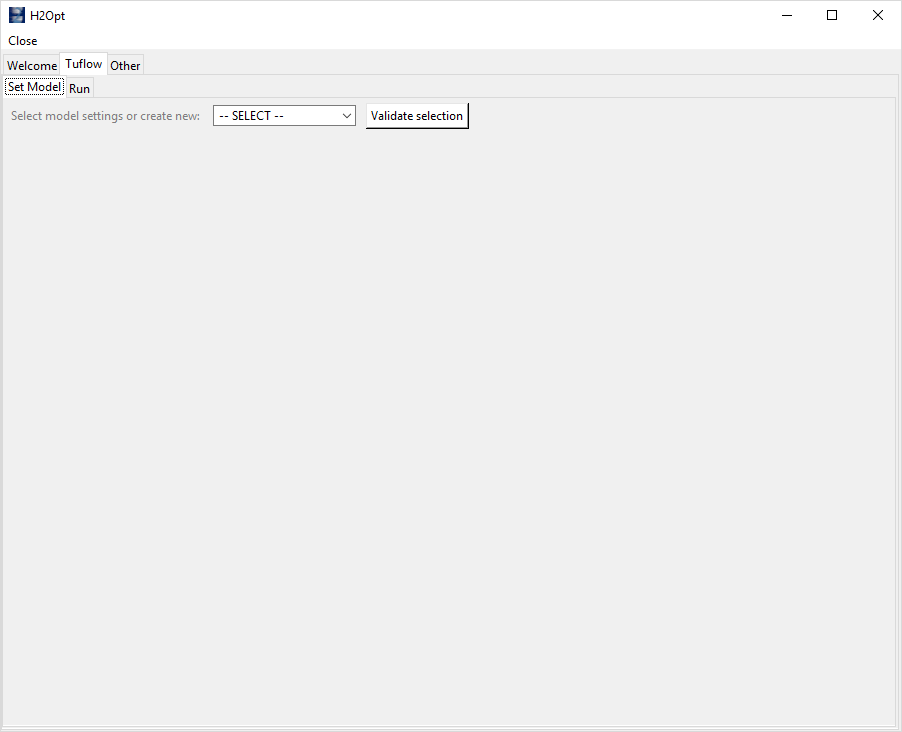 H2Opt
Close
Welcome Tuflow Other
Set Model Run
Select model settings or create new: -- SELECT -- Validate selection